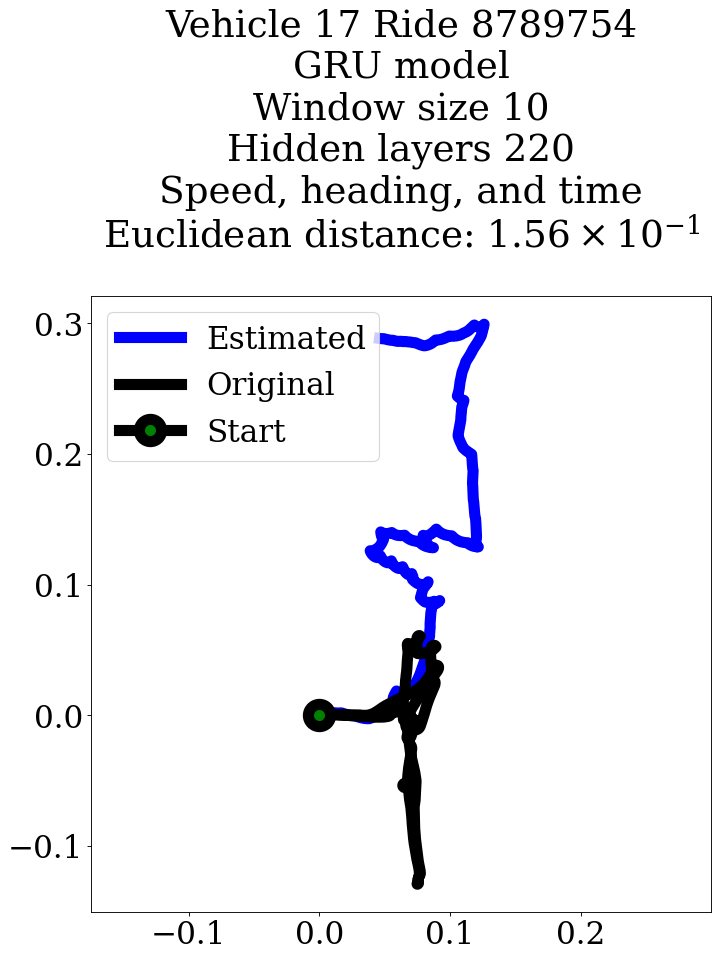 Vehicle 17 Ride 8789754
GRU model
Window size 10
Hidden layers 220
Speed, heading, and time
Euclidean distance: 1.56 × 10⁻¹
Estimated
Original
Start
0.3
0.2
0.1
0.0
−0.1
−0.1 0.0 0.1 0.2